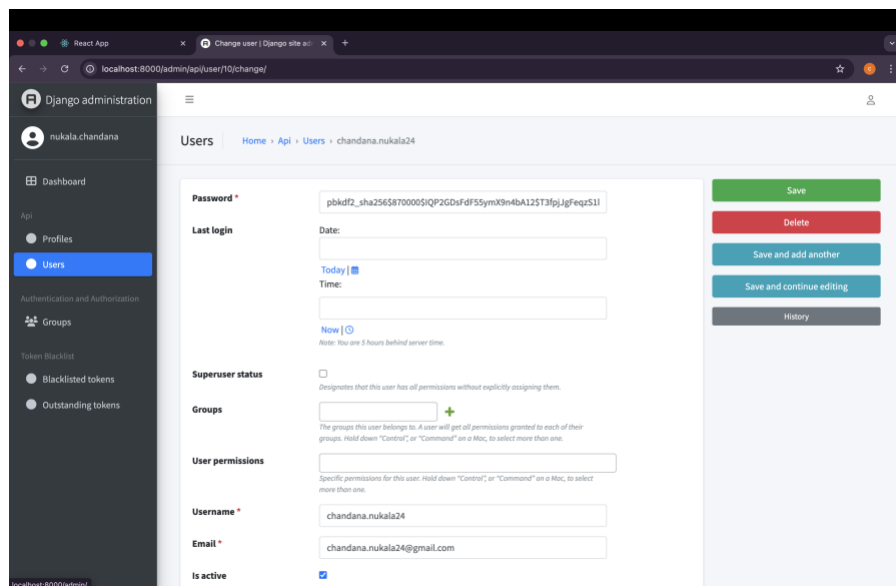 React App
Change user | Django site ad
localhost:8000/admin/api/user/10/change/
Django administration
nukala.chandana
Users
Home › Api › Users › chandana.nukala24
Dashboard
Api
Profiles
Users
Authentication and Authorization
Groups
Token Blacklist
Blacklisted tokens
Outstanding tokens
Password *
pbkdf2_sha256$870000$IQP2GDsFdF55ymX9n4bA12$T3fpjJgFeqzS1l
Last login
Date:
Today |
Time:
Now |
Note: You are 5 hours behind server time.
Superuser status
Designates that this user has all permissions without explicitly assigning them.
Groups
The groups this user belongs to. A user will get all permissions granted to each of their
groups. Hold down "Control", or "Command" on a Mac, to select more than one.
User permissions
Specific permissions for this user. Hold down "Control", or "Command" on a Mac, to select
more than one.
Username *
chandana.nukala24
Email *
chandana.nukala24@gmail.com
Is active
Save
Delete
Save and add another
Save and continue editing
History
localhost:8000/admin/